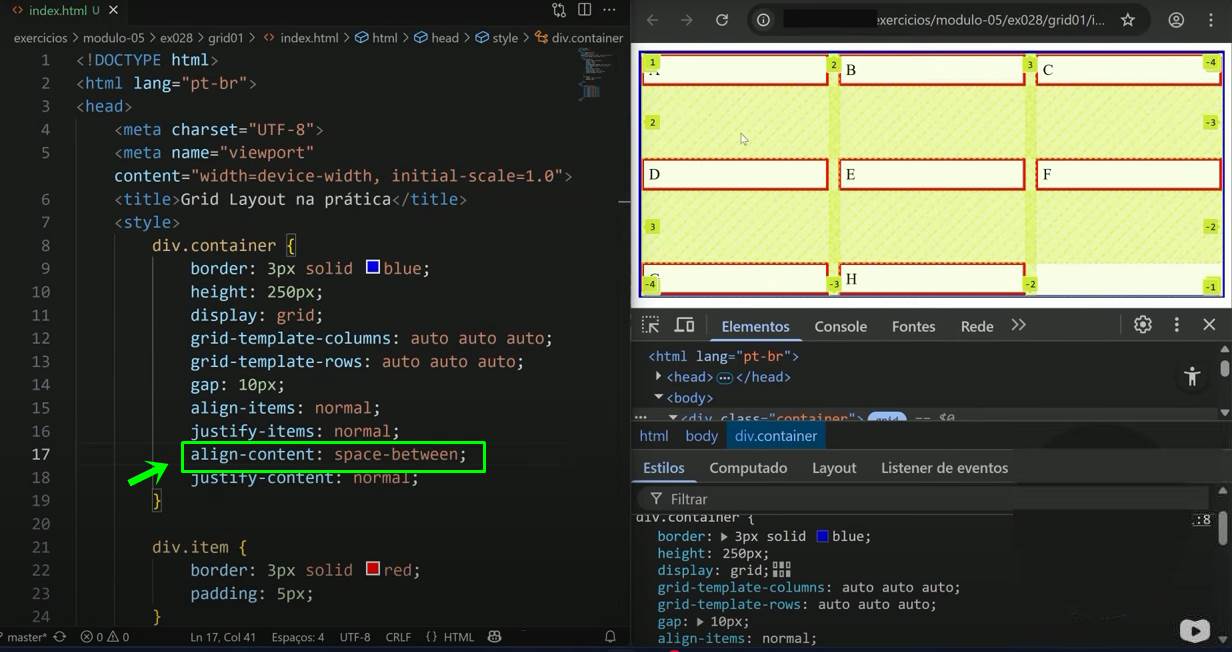 index.html U
exercicios > modulo-05 > ex028 > grid01 > index.html > html > head > style > div.container
1 <!DOCTYPE html>
2 <html lang="pt-br">
3 <head>
4 <meta charset="UTF-8">
5 <meta name="viewport"
content="width=device-width, initial-scale=1.0">
6 <title>Grid Layout na prática</title>
7 <style>
8 div.container {
9 border: 3px solid blue;
10 height: 250px;
11 display: grid;
12 grid-template-columns: auto auto auto;
13 grid-template-rows: auto auto auto;
14 gap: 10px;
15 align-items: normal;
16 justify-items: normal;
17 align-content: space-between;
18 justify-content: normal;
19 }
20
21 div.item {
22 border: 3px solid red;
23 padding: 5px;
24 }
master* 0 0 Ln 17, Col 41 Espaços: 4 UTF-8 CRLF {} HTML
exercicios/modulo-05/ex028/grid01/i...
1 2 B 3 C -4
2 -3
D E F
3 -2
-4 -3 H -2 -1
Elementos Console Fontes Rede
<html lang="pt-br">
<head> </head>
<body>
<div class="container"> grid == $0
html body div.container
Estilos Computado Layout Listener de eventos
Filtrar
div.container { :8
border: 3px solid blue;
height: 250px;
display: grid;
grid-template-columns: auto auto auto;
grid-template-rows: auto auto auto;
gap: 10px;
align-items: normal;